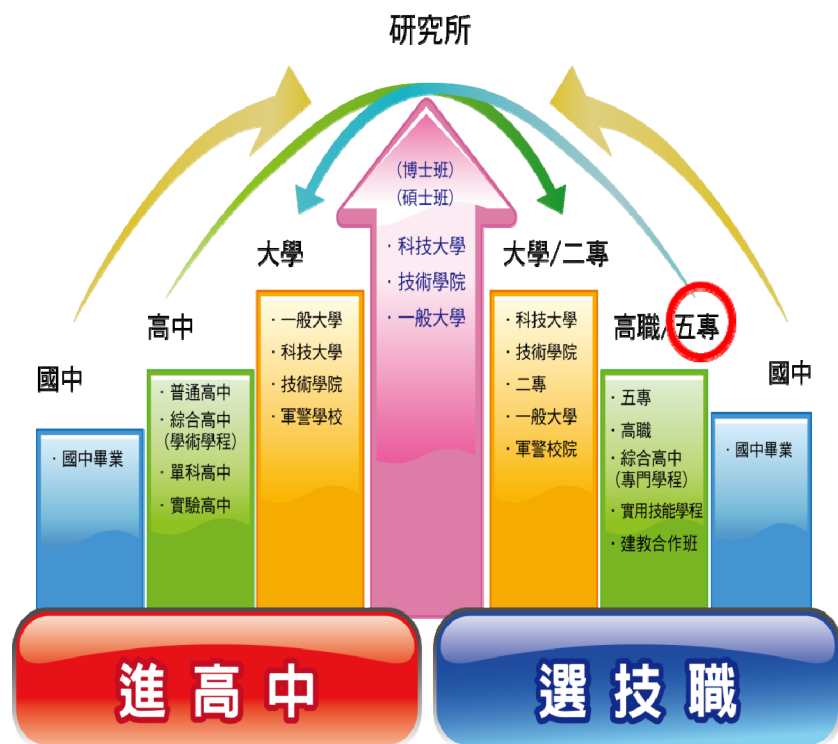 研究所
(博士班)
(碩士班)
·科技大學
·技術學院
·一般大學
大學
·一般大學
·科技大學
·技術學院
·軍警學校
高中
·普通高中
·綜合高中
(學術學程)
·單科高中
·實驗高中
國中
·國中畢業
大學/二專
·科技大學
·技術學院
·二專
·一般大學
·軍警校院
高職/五專
·五專
·高職
·綜合高中
(專門學程)
·實用技能學程
·建教合作班
國中
·國中畢業
進高中
選技職